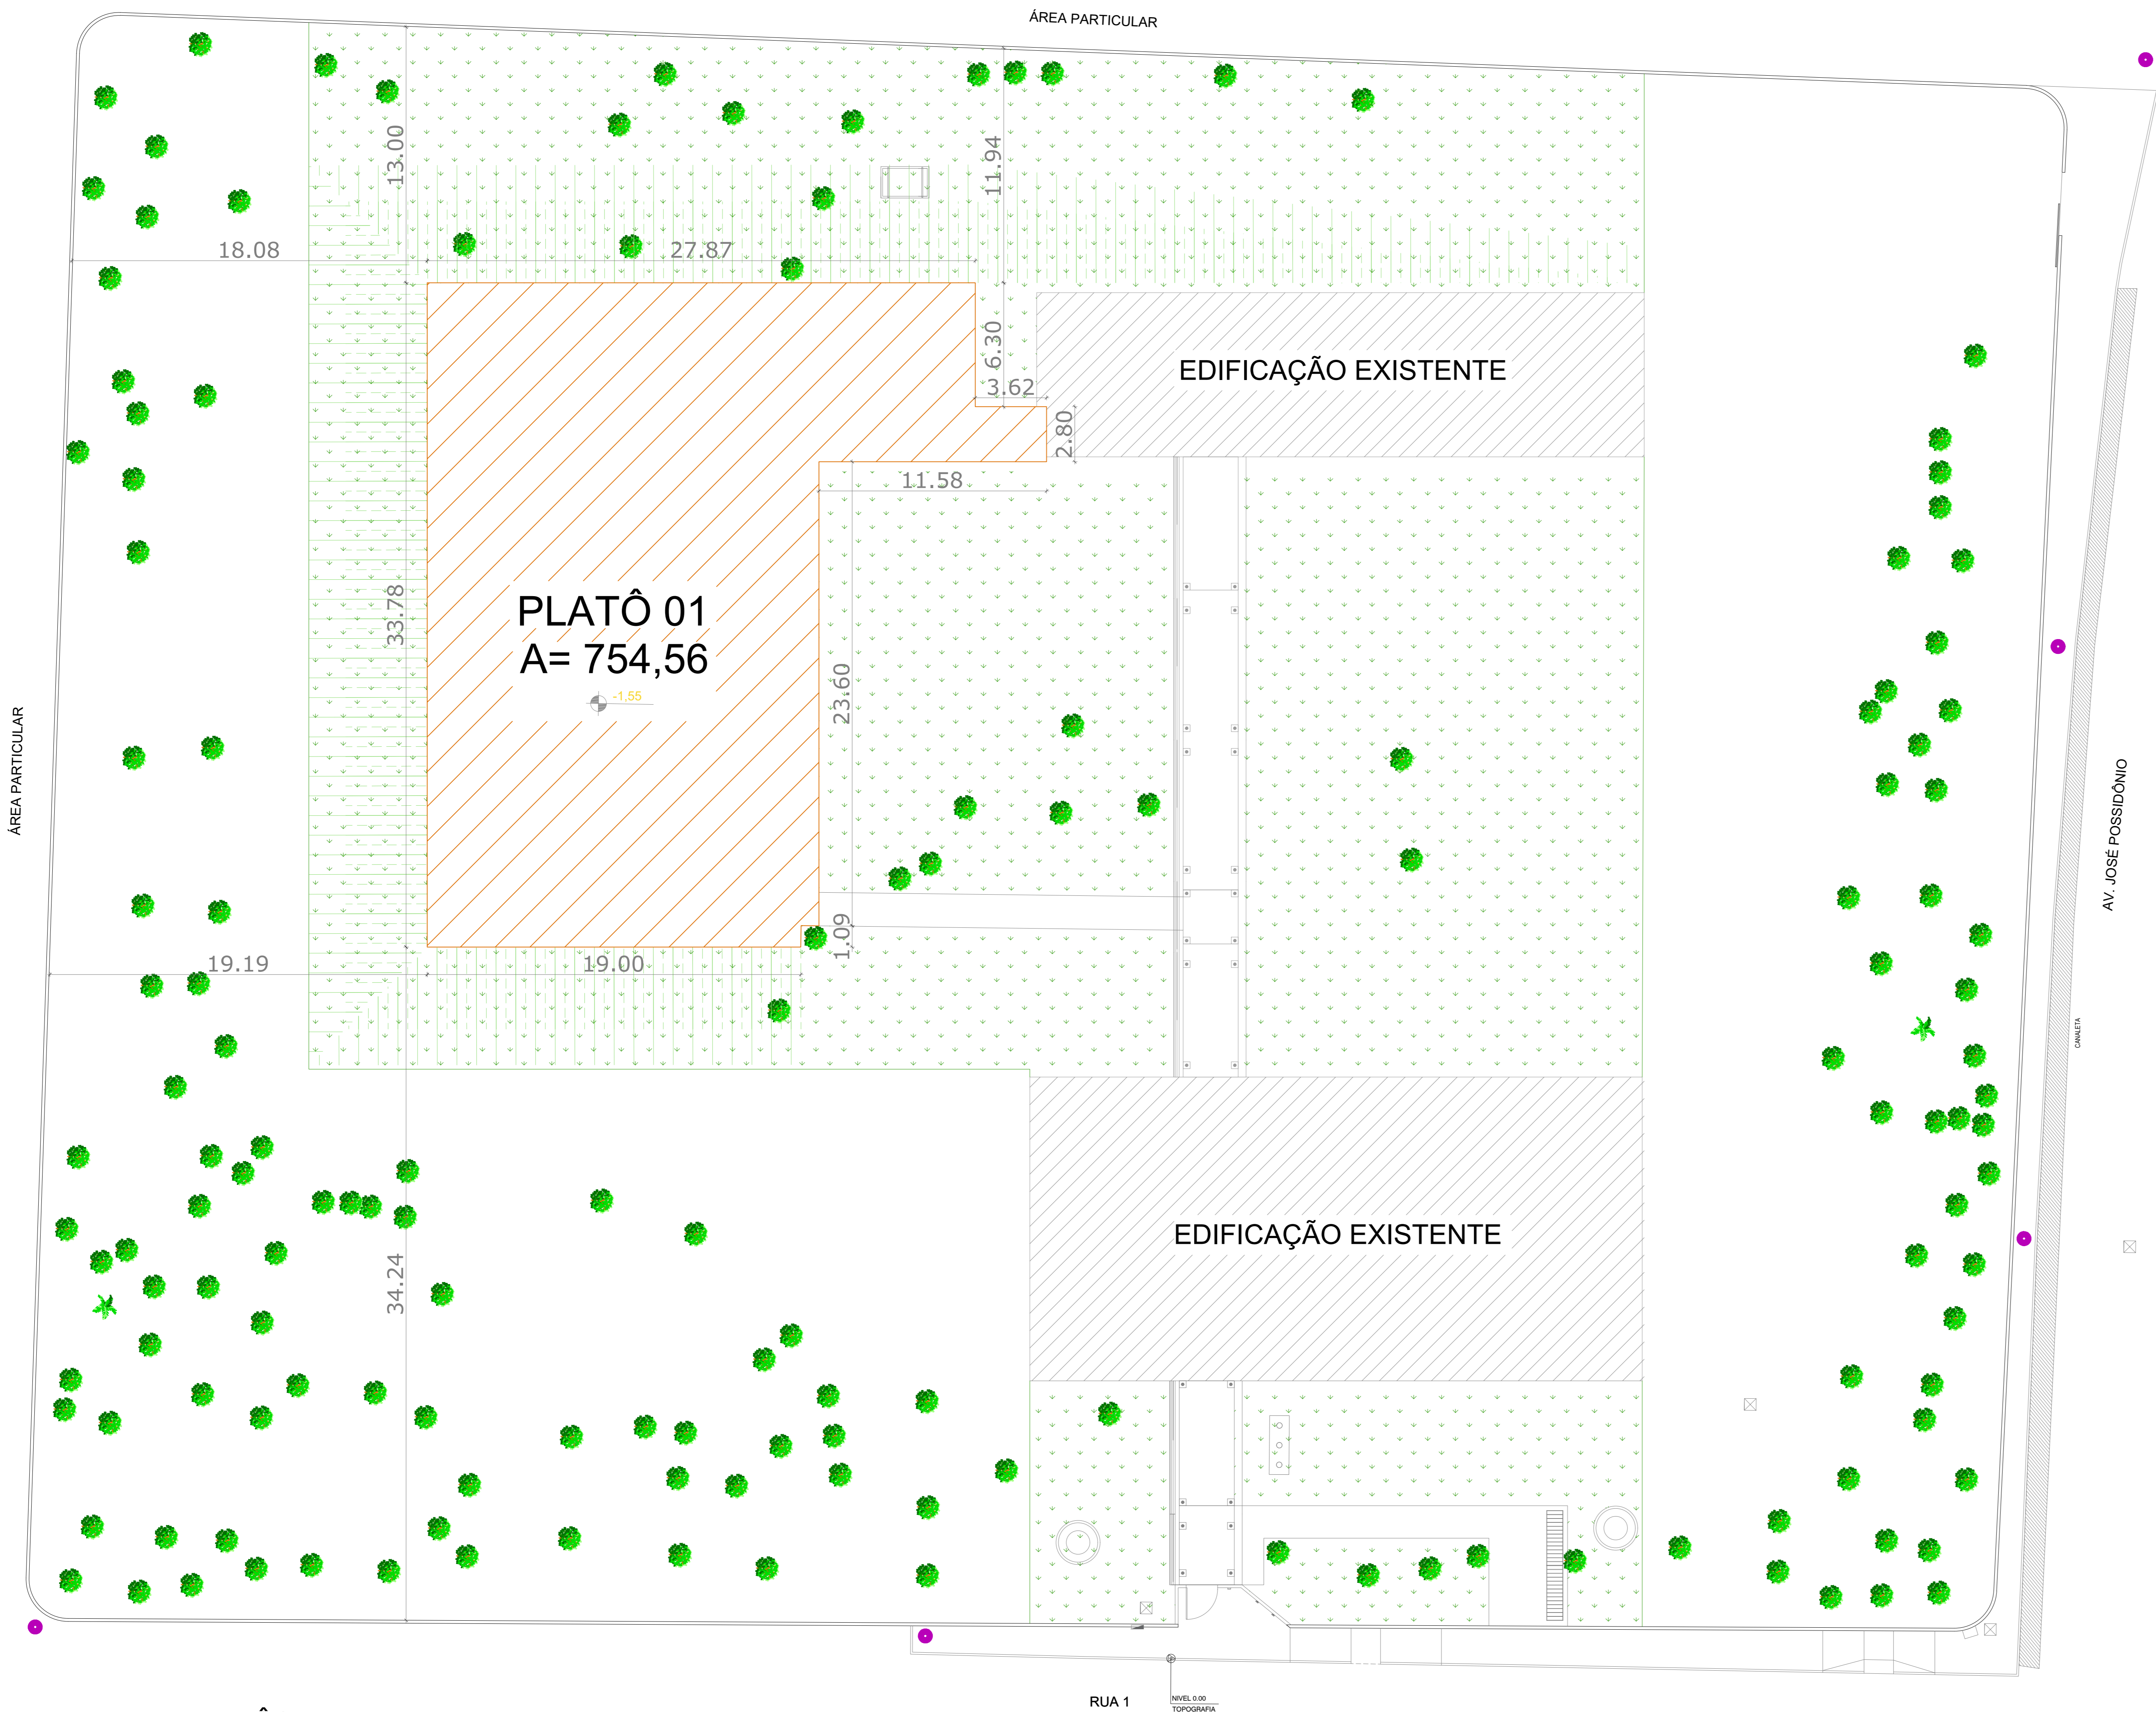 ÁREA PARTICULAR
13.00
11.94
18.08
27.87
6.30
EDIFICAÇÃO EXISTENTE
3.62
2.80
11.58
PLATÔ 01
A= 754,56
33.78
-1,55
23.60
ÁREA PARTICULAR
AV. JOSÉ POSSIDÔNIO
1.09
19.19
19.00
CANALETA
EDIFICAÇÃO EXISTENTE
34.24
RUA 1
NIVEL 0.00
TOPOGRAFIA